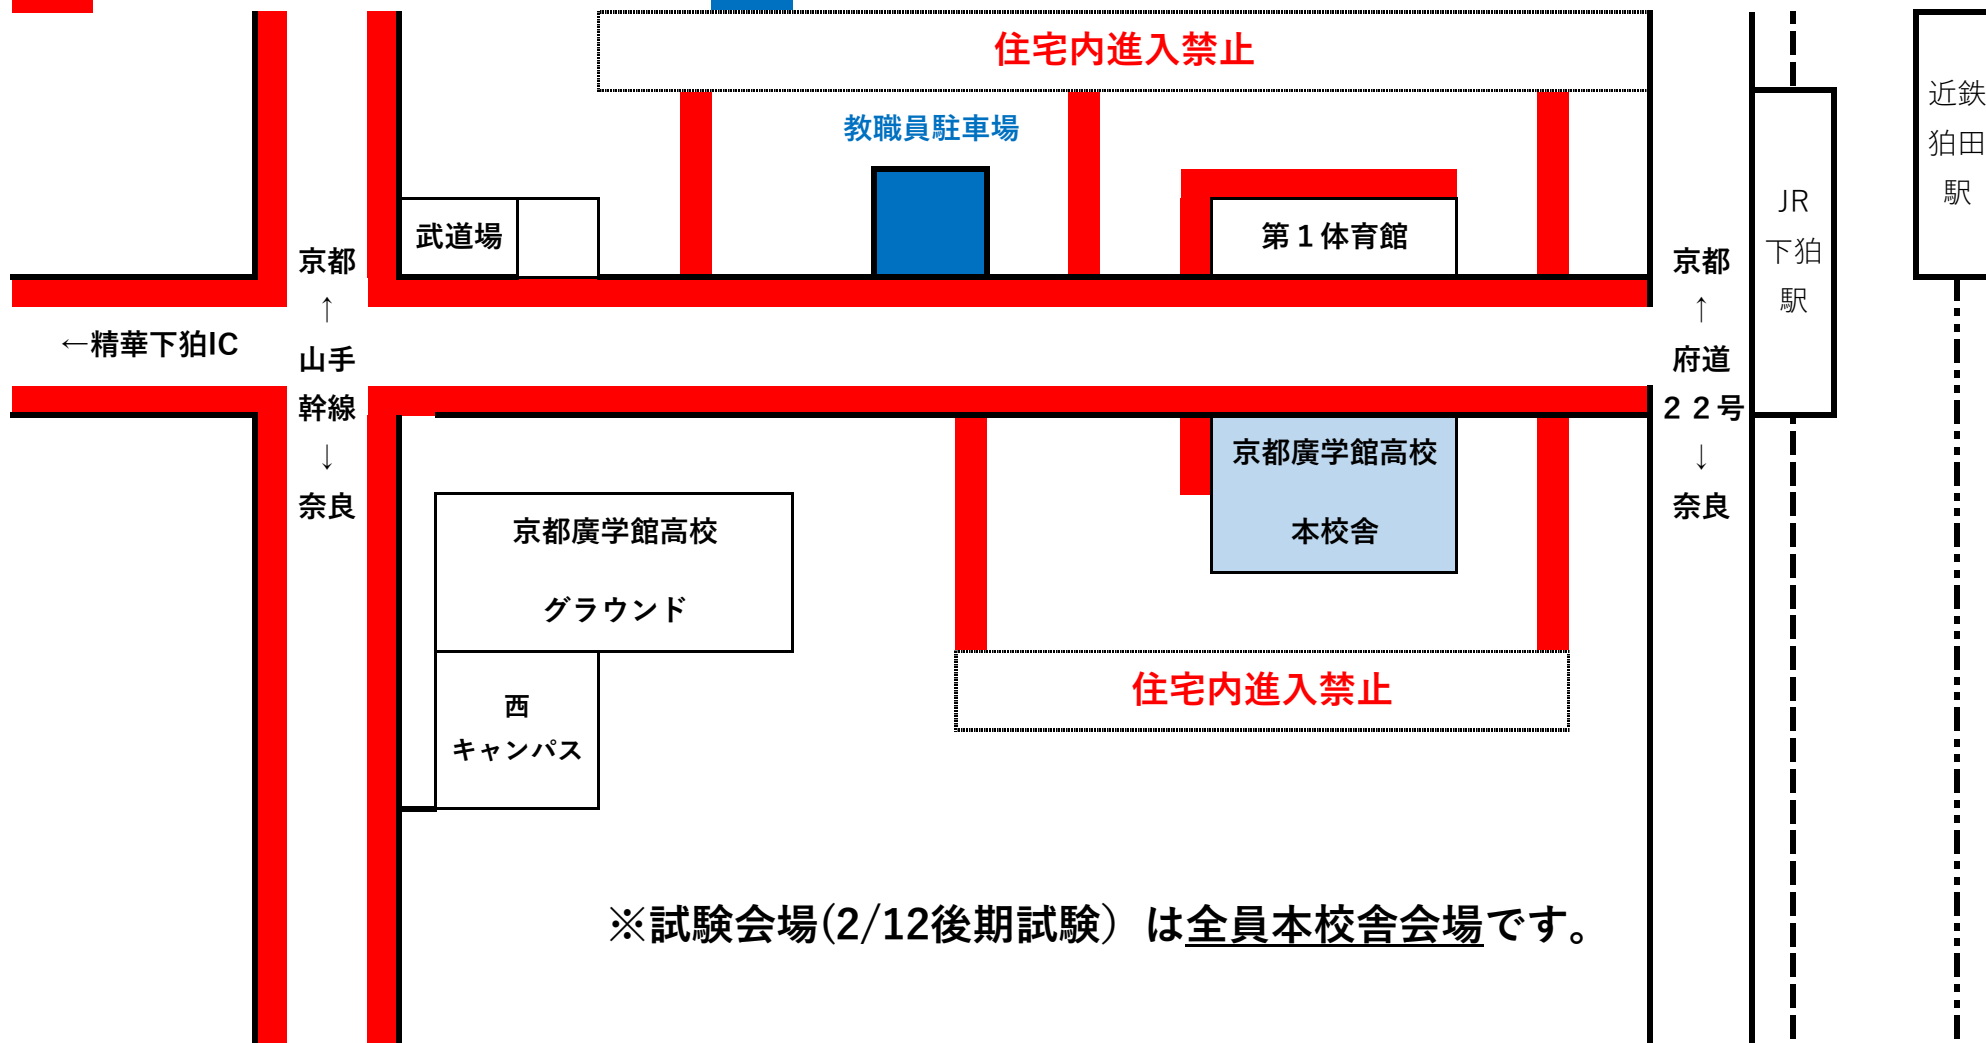 住宅内進入禁止
近鉄
狛田
駅
教職員駐車場
JR
下狛
駅
武道場
第1体育館
京都
↑
山手
幹線
↓
奈良
←精華下狛IC
京都
↑
府道
22号
↓
奈良
京都廣学館高校
本校舎
京都廣学館高校
グラウンド
西
キャンパス
住宅内進入禁止
※試験会場(2/12後期試験）は全員本校舎会場です。